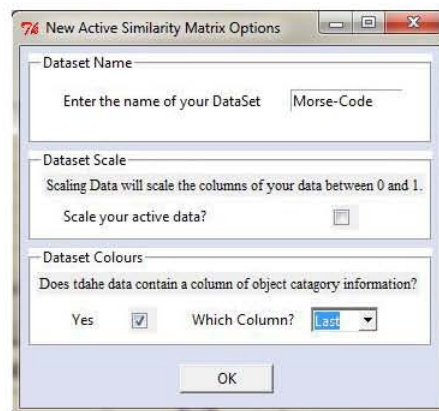 New Active Similarity Matrix Options
Dataset Name
Enter the name of your DataSet Morse-Code
Dataset Scale
Scaling Data will scale the columns of your data between 0 and 1.
Scale your active data?
Dataset Colours
Does tdahe data contain a column of object catagory information?
Yes Which Column? Last
OK